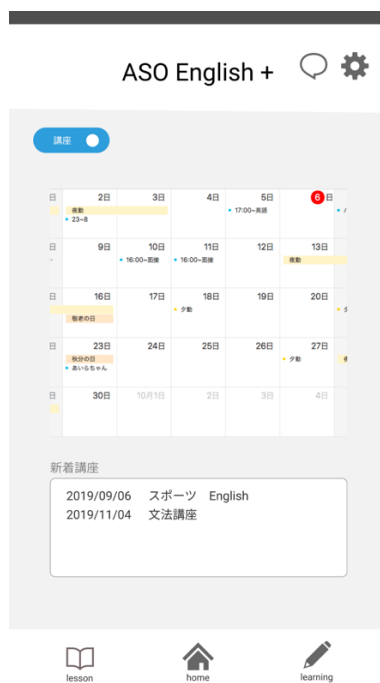 ASO English +
講座
日 2日 3日 4日 5日 6日
夜勤
23~8
17:00~英語
日 9日 10日 11日 12日 13日
16:00~面接 16:00~面接 夜勤
日 16日 17日 18日 19日 20日
夕勤
敬老の日
日 23日 24日 25日 26日 27日
秋分の日 夕勤
あいらちゃん
日 30日 10月1日 2日 3日 4日
新着講座
2019/09/06 スポーツ English
2019/11/04 文法講座
lesson home learning